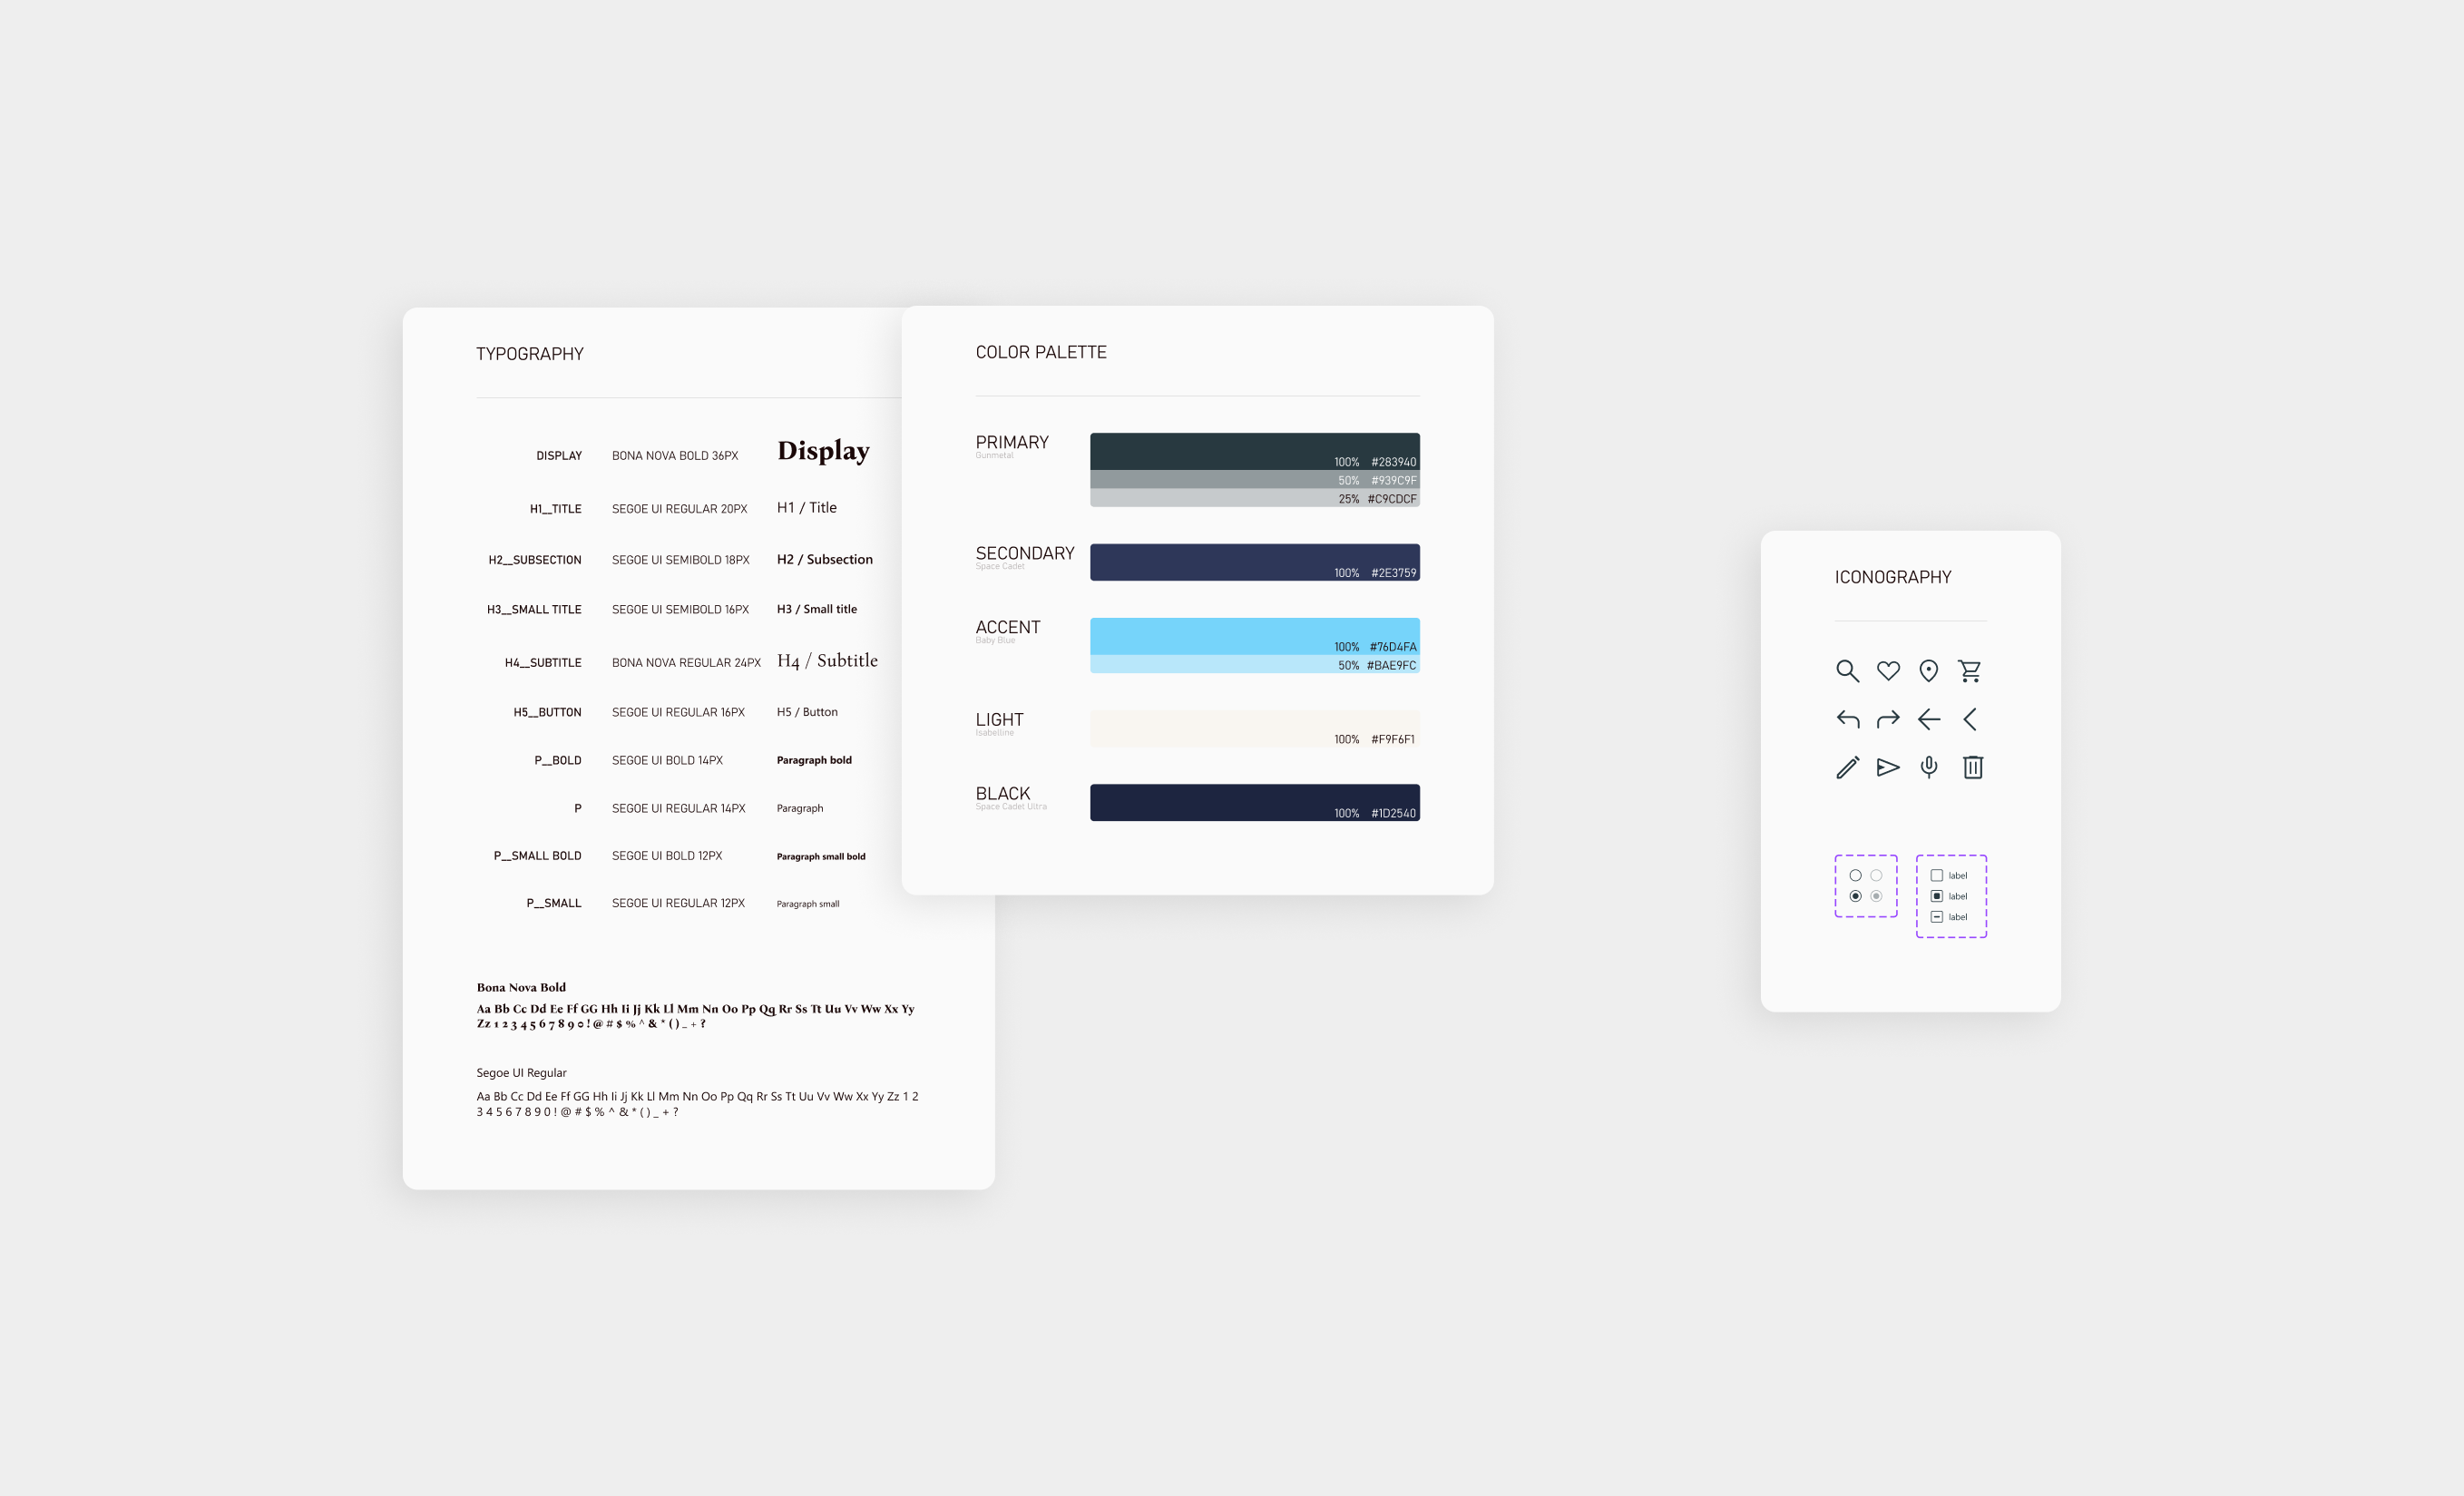 TYPOGRAPHY
DISPLAY BONA NOVA BOLD 36PX Display
H1__TITLE SEGOE UI REGULAR 20PX H1 / Title
H2__SUBSECTION SEGOE UI SEMIBOLD 18PX H2 / Subsection
H3__SMALL TITLE SEGOE UI SEMIBOLD 16PX H3 / Small title
H4__SUBTITLE BONA NOVA REGULAR 24PX H4 / Subtitle
H5__BUTTON SEGOE UI REGULAR 16PX H5 / Button
P__BOLD SEGOE UI BOLD 14PX Paragraph bold
P SEGOE UI REGULAR 14PX Paragraph
P__SMALL BOLD SEGOE UI BOLD 12PX Paragraph small bold
P__SMALL SEGOE UI REGULAR 12PX Paragraph small
Bona Nova Bold
Aa Bb Cc Dd Ee Ff GG Hh Ii Jj Kk Ll Mm Nn Oo Pp Qq Rr Ss Tt Uu Vv Ww Xx Yy
Zz 1 2 3 4 5 6 7 8 9 0 ! @ # $ % ^ & * ( ) _ + ?
Segoe UI Regular
Aa Bb Cc Dd Ee Ff GG Hh Ii Jj Kk Ll Mm Nn Oo Pp Qq Rr Ss Tt Uu Vv Ww Xx Yy Zz 1 2
3 4 5 6 7 8 9 0 ! @ # $ % ^ & * ( ) _ + ?
COLOR PALETTE
PRIMARY
Gunmetal
100% #283940
50% #939C9F
25% #C9CDCF
SECONDARY
Space Cadet
100% #2E3759
ACCENT
Baby Blue
100% #76D4FA
50% #BAE9FC
LIGHT
Isabelline
100% #F9F6F1
BLACK
Space Cadet Ultra
100% #1D2540
ICONOGRAPHY
label
label
label